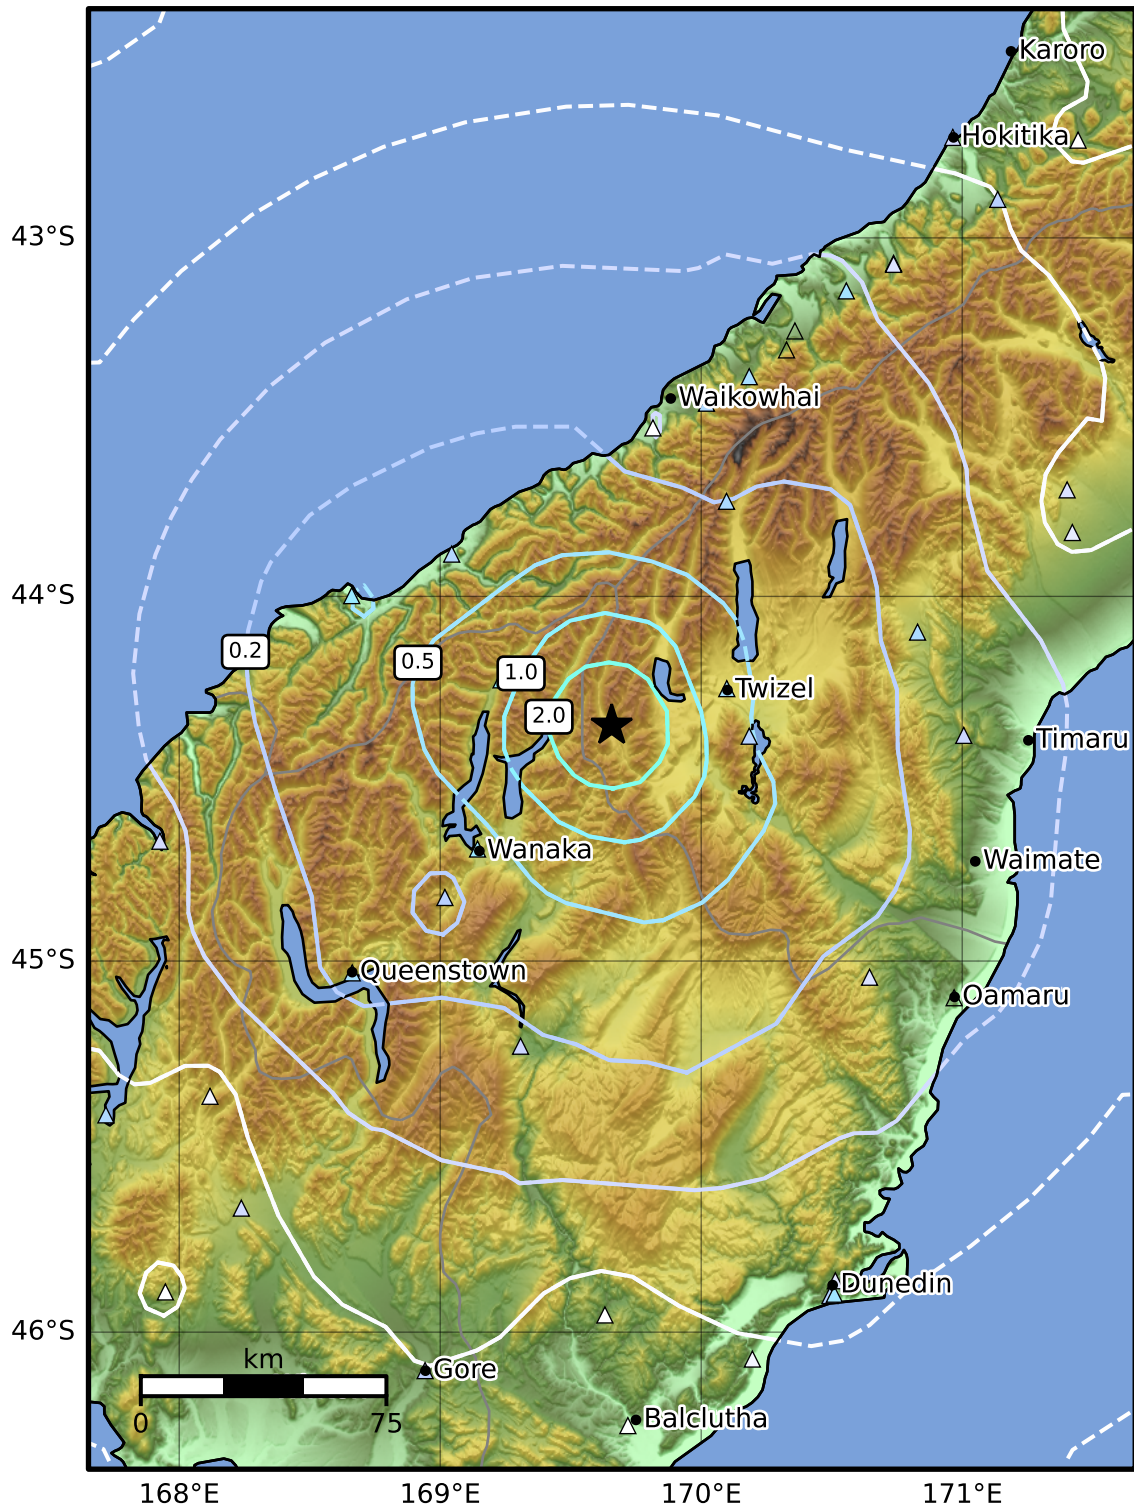 Karoro
Hokitika
43°S
Waikowhai
44°S
0.2
0.5
1.0
Twizel
2.0
Timaru
Wanaka
Waimate
45°S
Queenstown
Oamaru
Dunedin
46°S
km
Gore
0
75
Balclutha
168°E
169°E
170°E
171°E